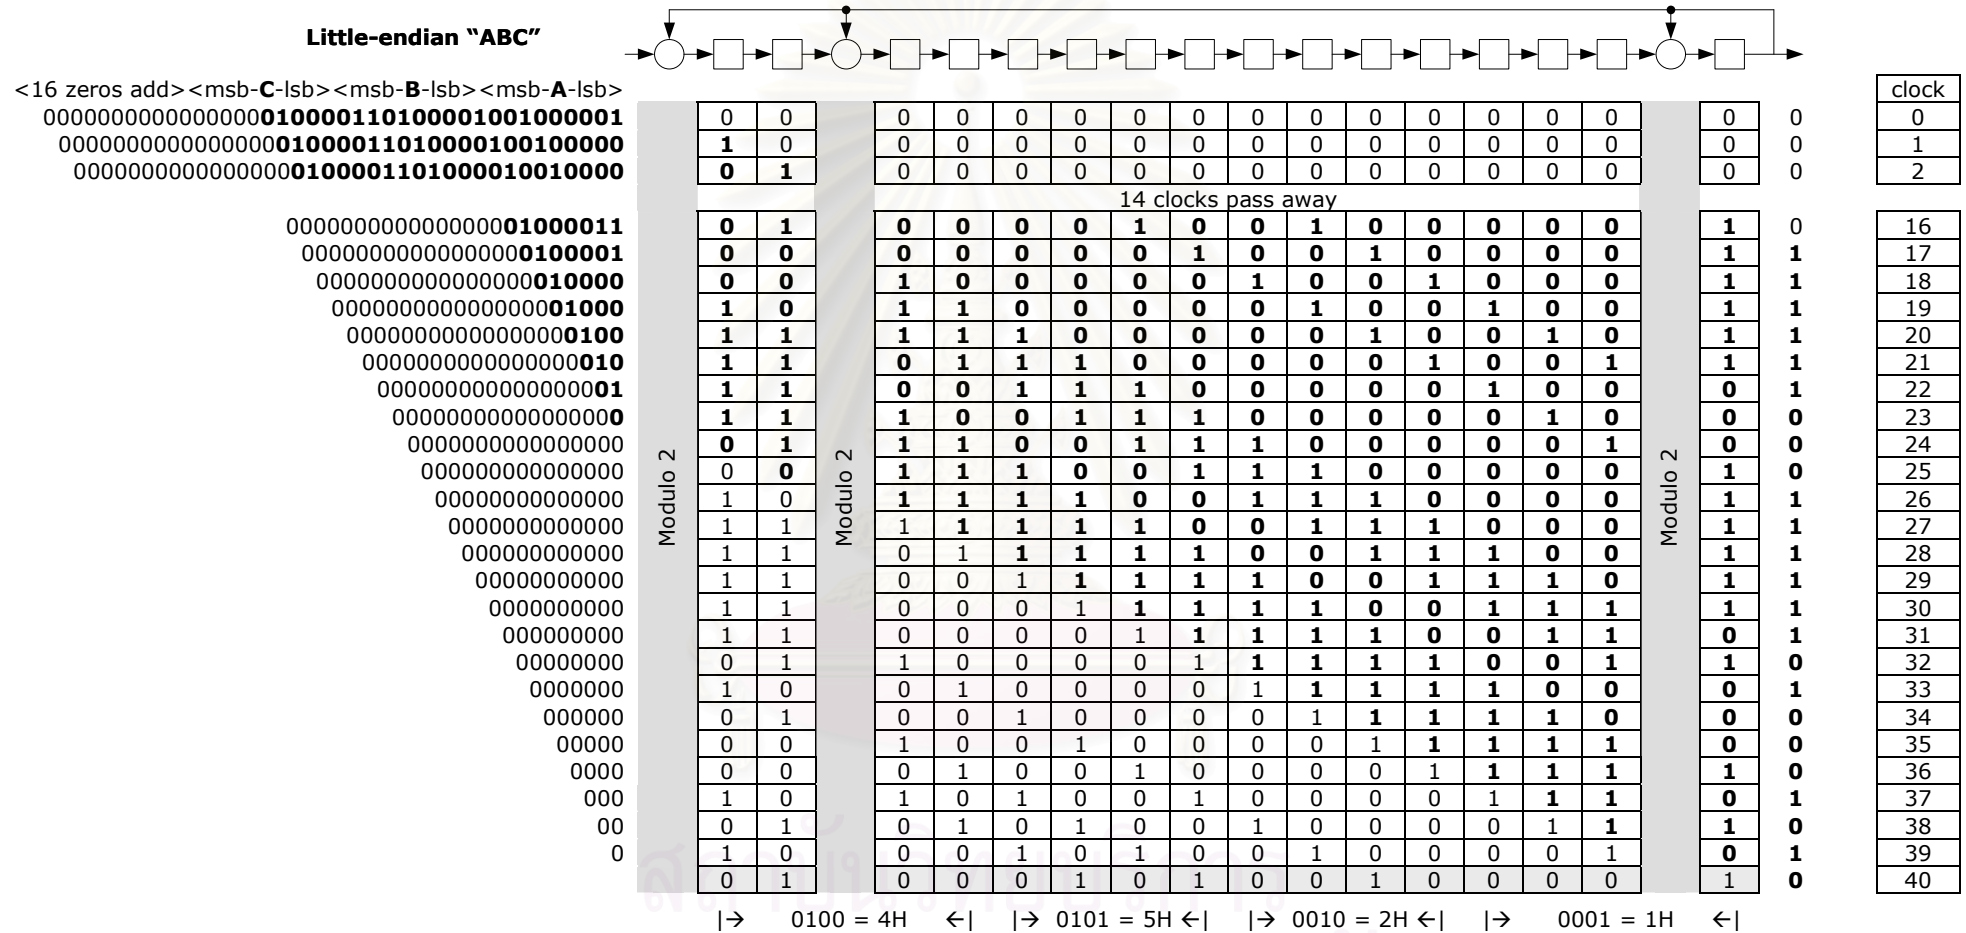 Little-endian “ABC”
<16 zeros add><msb-C-lsb><msb-B-lsb><msb-A-lsb> clock
0000000000000000010000110100001001000001 0 0 0 0 0 0 0 0 0 0 0 0 0 0 0 0 0 0
000000000000000001000011010000100100000 1 0 0 0 0 0 0 0 0 0 0 0 0 0 0 0 0 1
00000000000000000100001101000010010000 0 1 0 0 0 0 0 0 0 0 0 0 0 0 0 0 0 2
14 clocks pass away
000000000000000001000011 0 1 0 0 0 0 1 0 0 1 0 0 0 0 0 1 0 16
00000000000000000100001 0 0 0 0 0 0 0 1 0 0 1 0 0 0 0 1 1 17
0000000000000000010000 0 0 1 0 0 0 0 0 1 0 0 1 0 0 0 1 1 18
000000000000000001000 1 0 1 1 0 0 0 0 0 1 0 0 1 0 0 1 1 19
00000000000000000100 1 1 1 1 1 0 0 0 0 0 1 0 0 1 0 1 1 20
0000000000000000010 1 1 0 1 1 1 0 0 0 0 0 1 0 0 1 1 1 21
000000000000000001 1 1 0 0 1 1 1 0 0 0 0 0 1 0 0 0 1 22
00000000000000000 1 1 1 0 0 1 1 1 0 0 0 0 0 1 0 0 0 23
0000000000000000 0 1 1 1 0 0 1 1 1 0 0 0 0 0 1 0 0 24
000000000000000 0 0 1 1 1 0 0 1 1 1 0 0 0 0 0 1 0 25
00000000000000 1 0 1 1 1 1 0 0 1 1 1 0 0 0 0 1 1 26
0000000000000 1 1 1 1 1 1 1 0 0 1 1 1 0 0 0 1 1 27
000000000000 1 1 0 1 1 1 1 1 0 0 1 1 1 0 0 1 1 28
00000000000 1 1 0 0 1 1 1 1 1 0 0 1 1 1 0 1 1 29
0000000000 1 1 0 0 0 1 1 1 1 1 0 0 1 1 1 1 1 30
000000000 1 1 0 0 0 0 1 1 1 1 1 0 0 1 1 0 1 31
00000000 0 1 1 0 0 0 0 1 1 1 1 1 0 0 1 1 0 32
0000000 1 0 0 1 0 0 0 0 1 1 1 1 1 0 0 0 1 33
000000 0 1 0 0 1 0 0 0 0 1 1 1 1 1 0 0 0 34
00000 0 0 1 0 0 1 0 0 0 0 1 1 1 1 1 0 0 35
0000 0 0 0 1 0 0 1 0 0 0 0 1 1 1 1 1 0 36
000 1 0 1 0 1 0 0 1 0 0 0 0 1 1 1 0 1 37
00 0 1 0 1 0 1 0 0 1 0 0 0 0 1 1 1 0 38
0 1 0 0 0 1 0 1 0 0 1 0 0 0 0 1 0 1 39
0 1 0 0 0 1 0 1 0 0 1 0 0 0 0 1 0 40
Modulo 2
Modulo 2
Modulo 2
|→ 0100 = 4H ←| |→ 0101 = 5H ←| |→ 0010 = 2H ←| |→ 0001 = 1H ←|
สถาบันวิทยบริการ